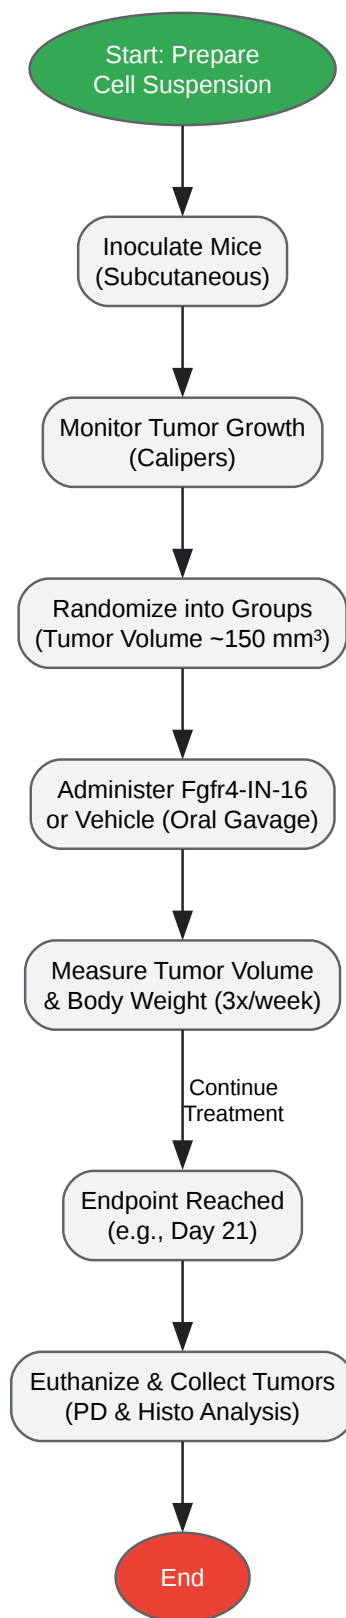 Start: Prepare
Cell Suspension
Inoculate Mice
(Subcutaneous)
Monitor Tumor Growth
(Calipers)
Randomize into Groups
(Tumor Volume ~150 mm³)
Administer Fgfr4-IN-16
or Vehicle (Oral Gavage)
Measure Tumor Volume
& Body Weight (3x/week)
Continue
Treatment
Endpoint Reached
(e.g., Day 21)
Euthanize & Collect Tumors
(PD & Histo Analysis)
End